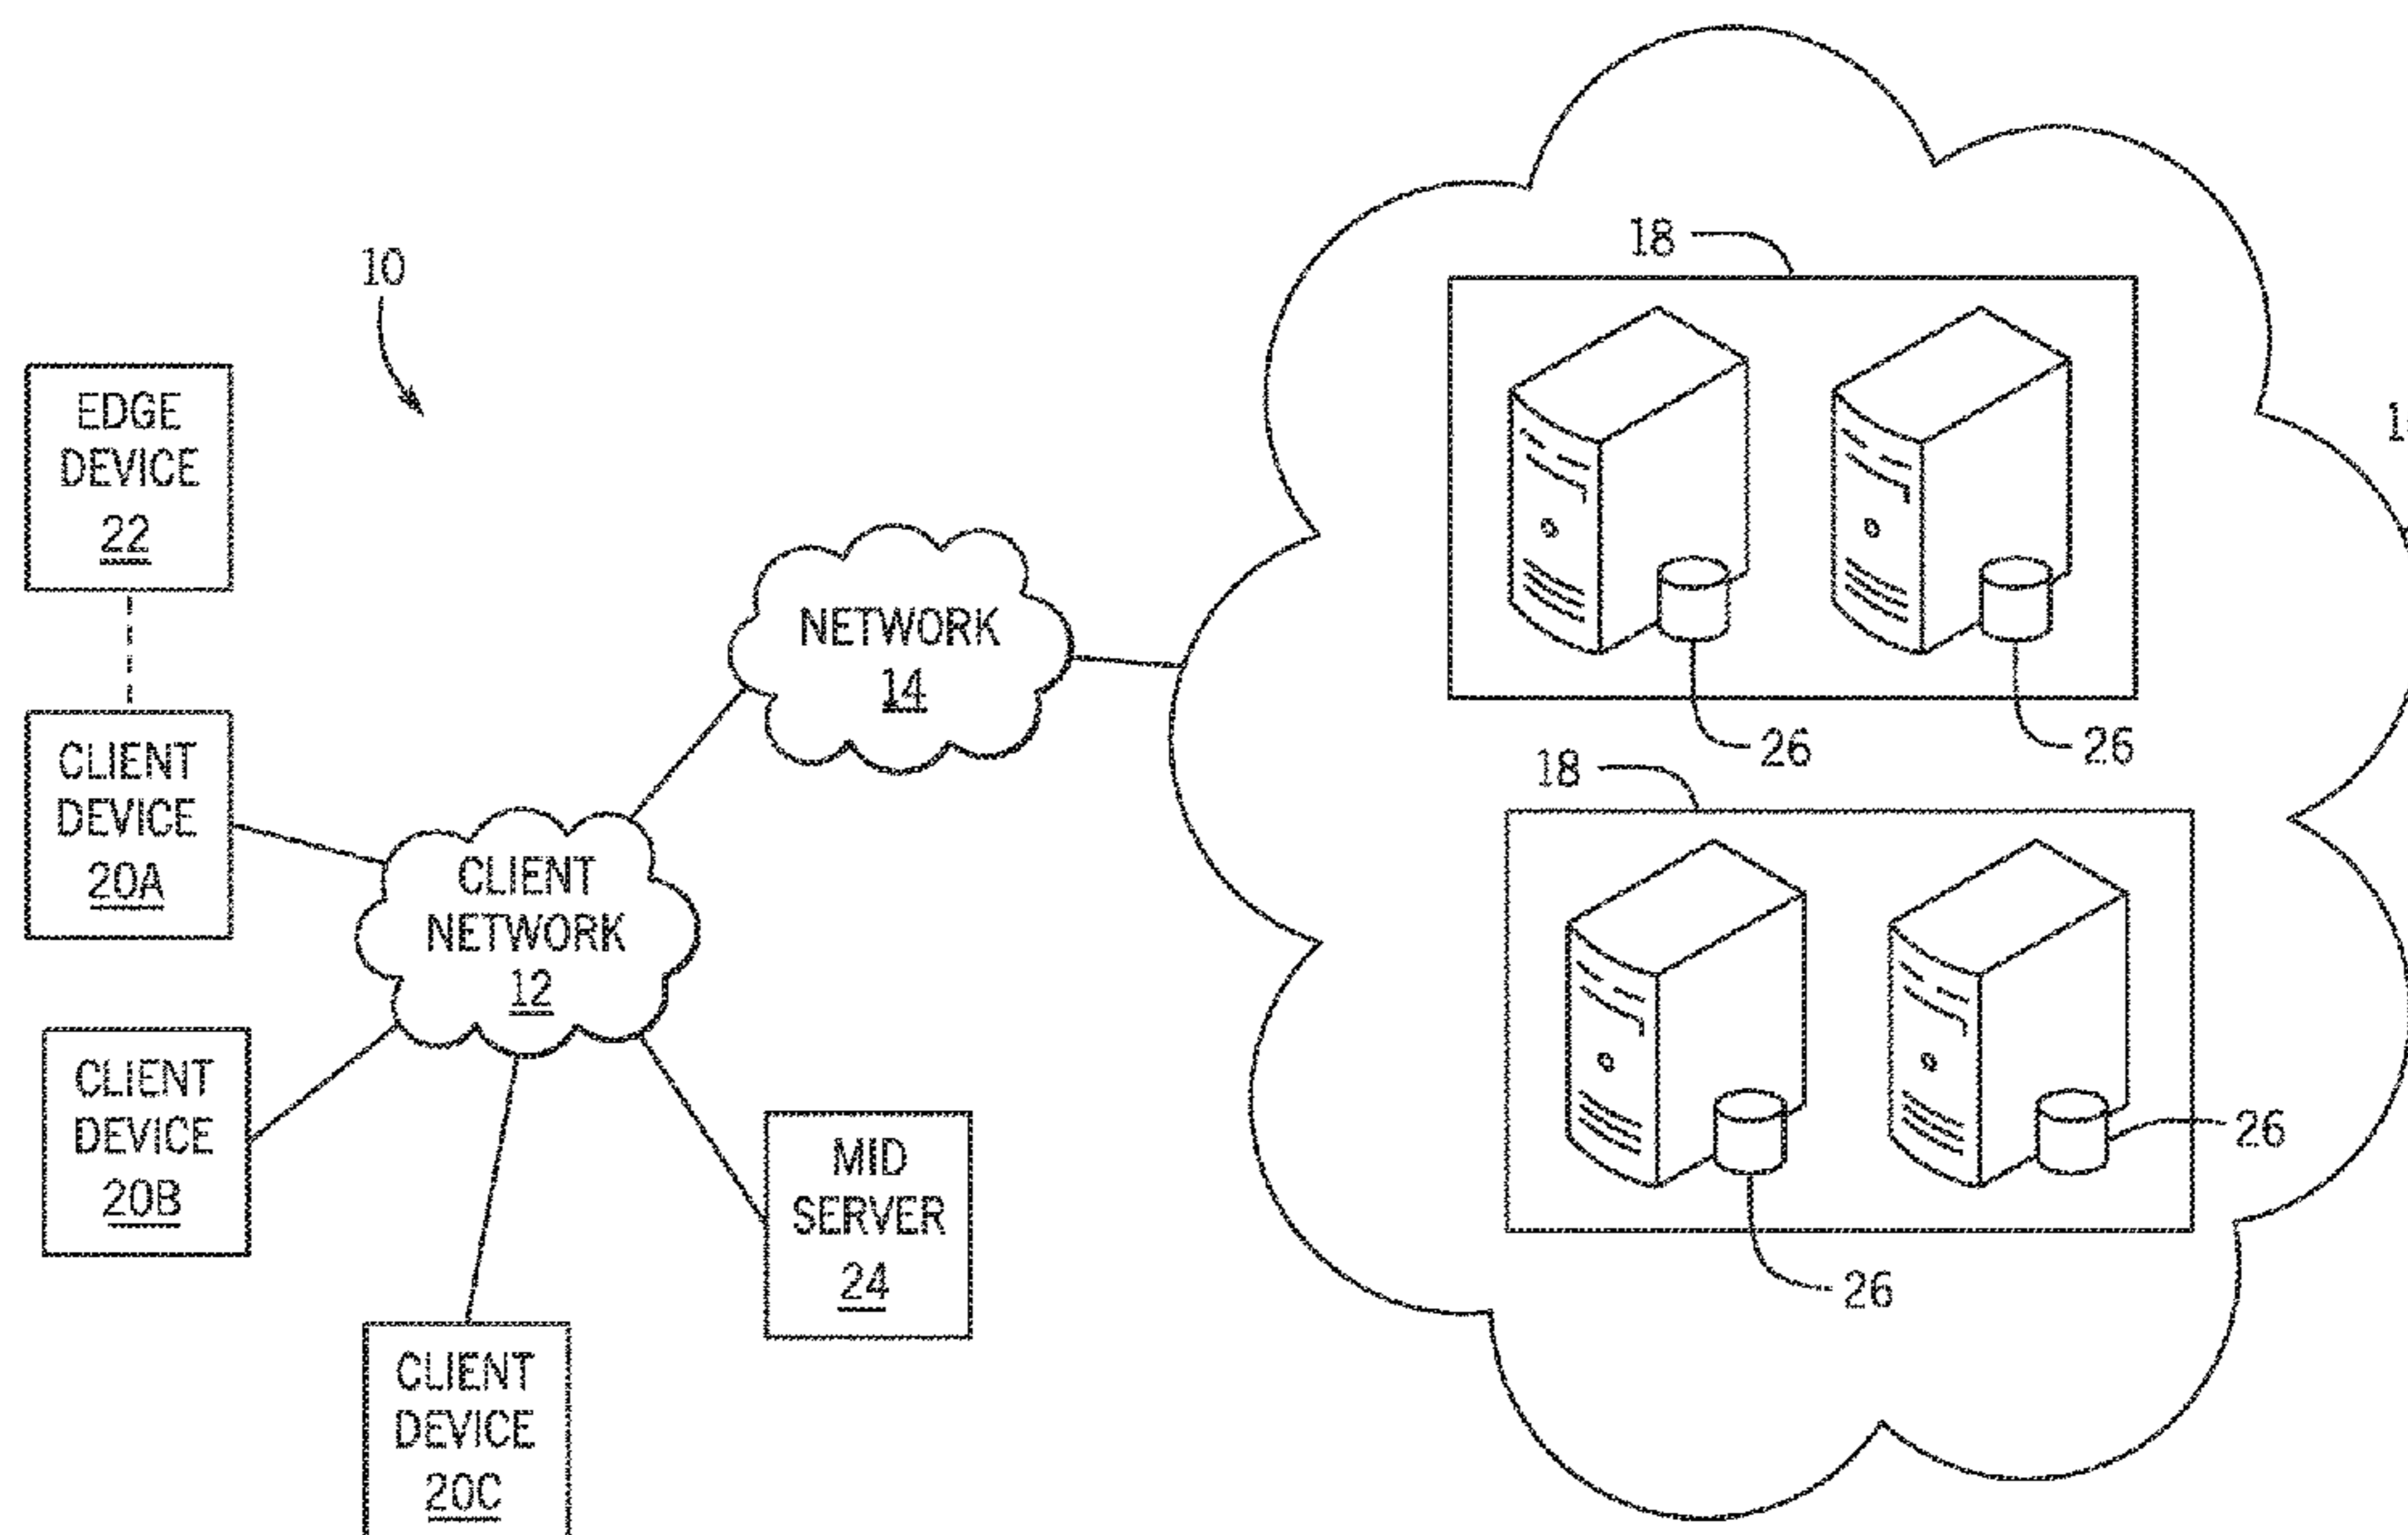 10
EDGE
DEVICE
22
CLIENT
DEVICE
20A
CLIENT
DEVICE
20B
CLIENT
DEVICE
20C
CLIENT
NETWORK
12
MID
SERVER
24
NETWORK
14
18
26
26
18
26
26